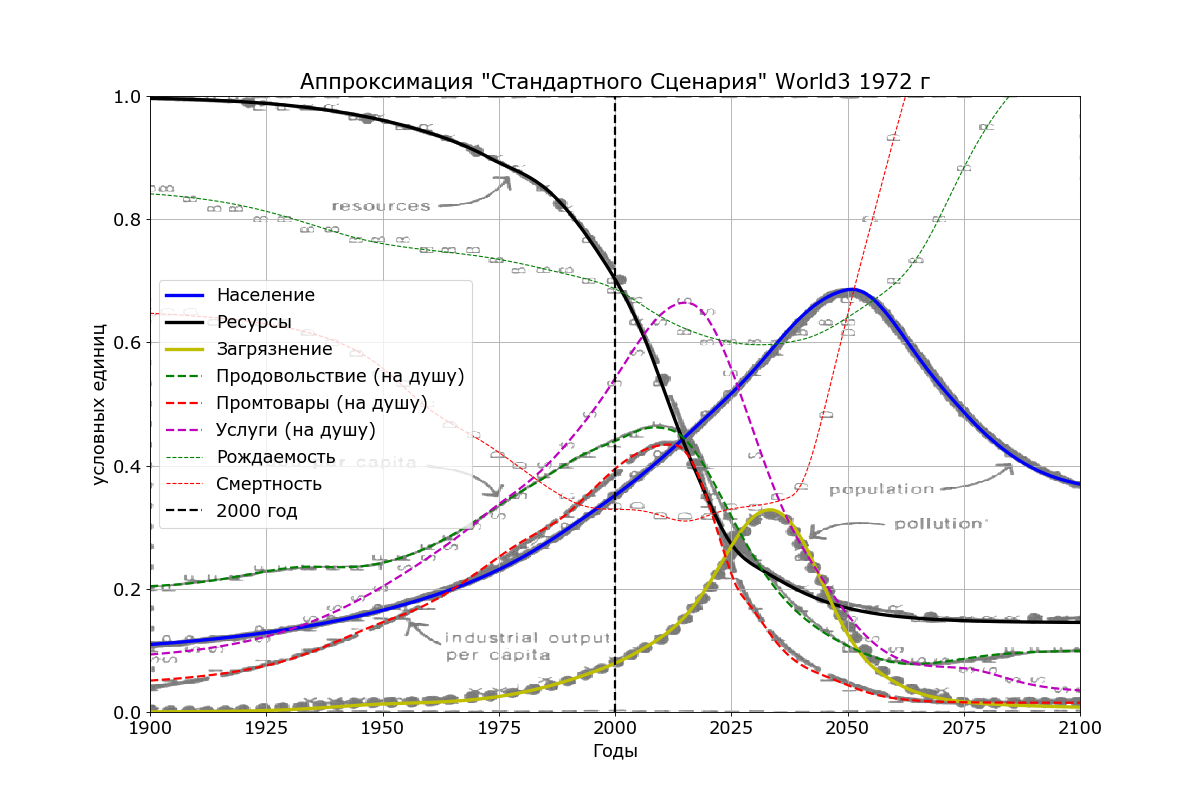 Аппроксимация "Стандартного Сценария" World3 1972 г
1.0
0.8
0.6
0.4
0.2
0.0
условных единиц
resources
Население
Ресурсы
Загрязнение
Продовольствие (на душу)
Промтовары (на душу)
Услуги (на душу)
Рождаемость
Смертность
2000 год
per capita
population
pollution
industrial output
per capita
1900
1925
1950
1975
2000
2025
2050
2075
2100
Годы